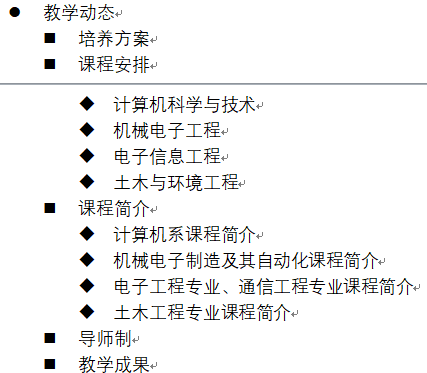 教学动态
培养方案
课程安排
计算机科学与技术
机械电子工程
电子信息工程
土木与环境工程
课程简介
计算机系课程简介
机械电子制造及其自动化课程简介
电子工程专业、通信工程专业课程简介
土木工程专业课程简介
导师制
教学成果